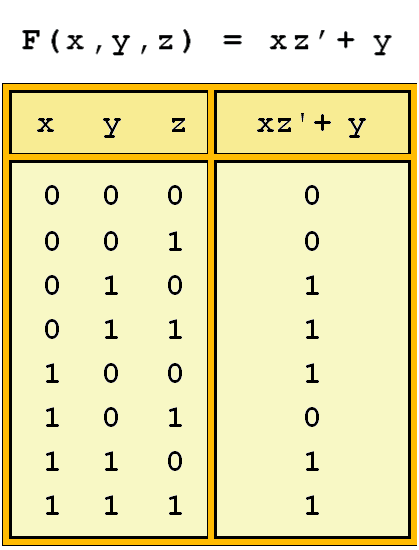 F(x,y,z) = xz′+ y
x y z xz'+ y
0 0 0 0
0 0 1 0
0 1 0 1
0 1 1 1
1 0 0 1
1 0 1 0
1 1 0 1
1 1 1 1